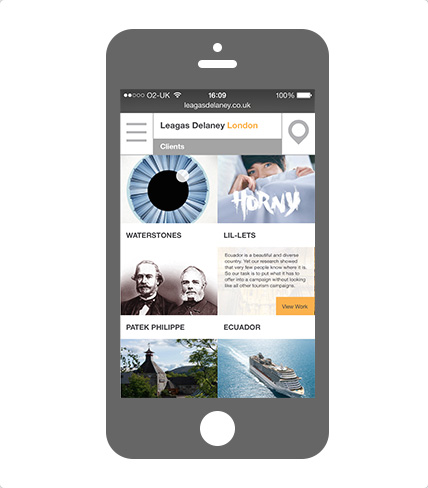 O2-UK 16:09 100%
leagasdelaney.co.uk
Leagas Delaney London
Clients
HORNY
WATERSTONES LIL-LETS
Ecuador is a beautiful and diverse
country. Yet our research showed
that very few people know where it is.
So our task is to put what it has to
offer into a campaign without looking
like all other tourism campaigns.
View Work
PATEK PHILIPPE ECUADOR